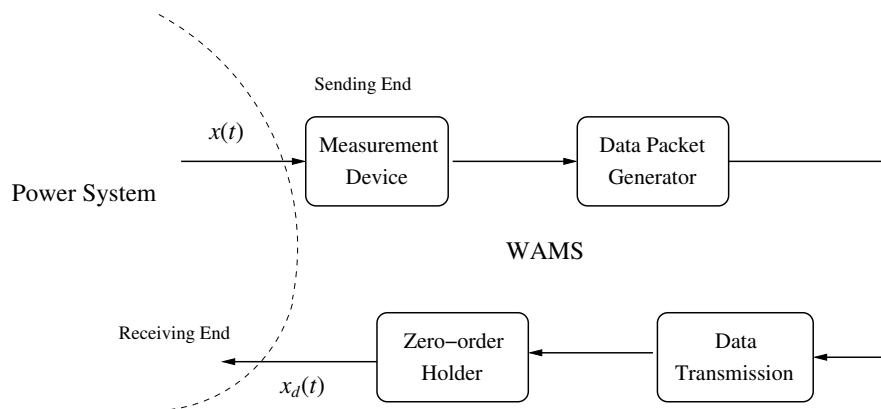 Sending End
x(t)
Measurement
Device
Data Packet
Generator
Power System
WAMS
Receiving End
x_d(t)
Zero−order
Holder
Data
Transmission